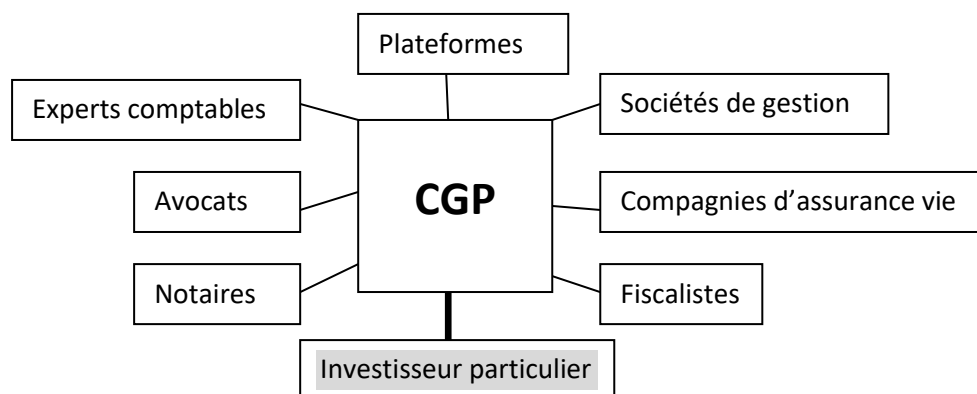 Plateformes
Experts comptables
Sociétés de gestion
CGP
Avocats
Compagnies d’assurance vie
Notaires
Fiscalistes
Investisseur particulier